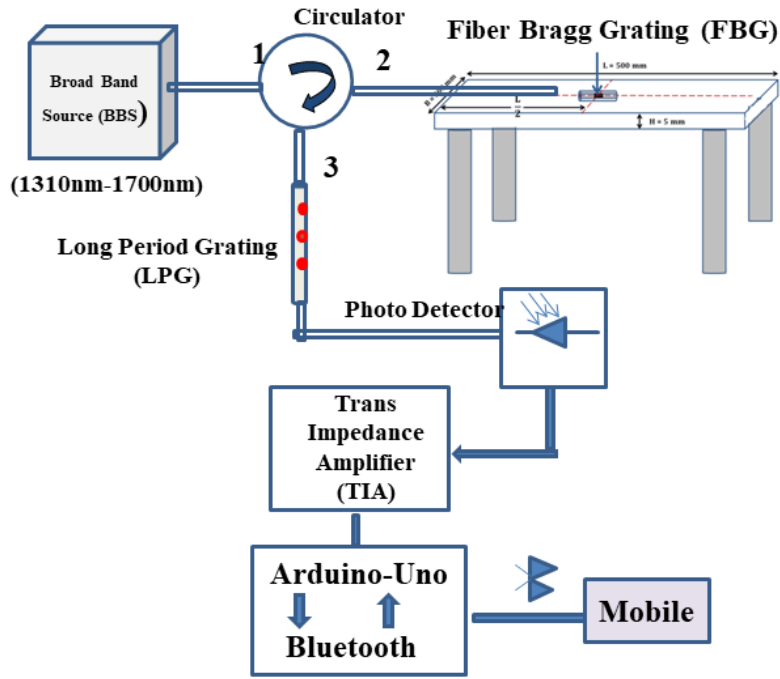 Circulator
1
2
Fiber Bragg Grating (FBG)
L = 500 mm
L
2
H = 5 mm
Broad Band
Source (BBS)
(1310nm-1700nm)
3
Long Period Grating
(LPG)
Photo Detector
Trans
Impedance
Amplifier
(TIA)
Arduino-Uno
Bluetooth
Mobile